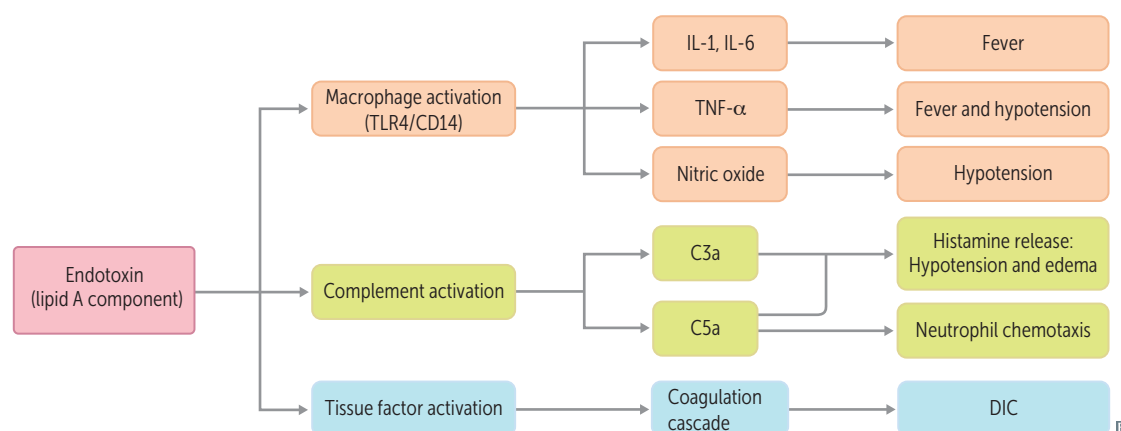 IL-1, IL-6
Fever
Macrophage activation
(TLR4/CD14)
TNF-α
Fever and hypotension
Nitric oxide
Hypotension
Endotoxin
(lipid A component)
Complement activation
C3a
Histamine release:
Hypotension and edema
C5a
Neutrophil chemotaxis
Tissue factor activation
Coagulation
cascade
DIC